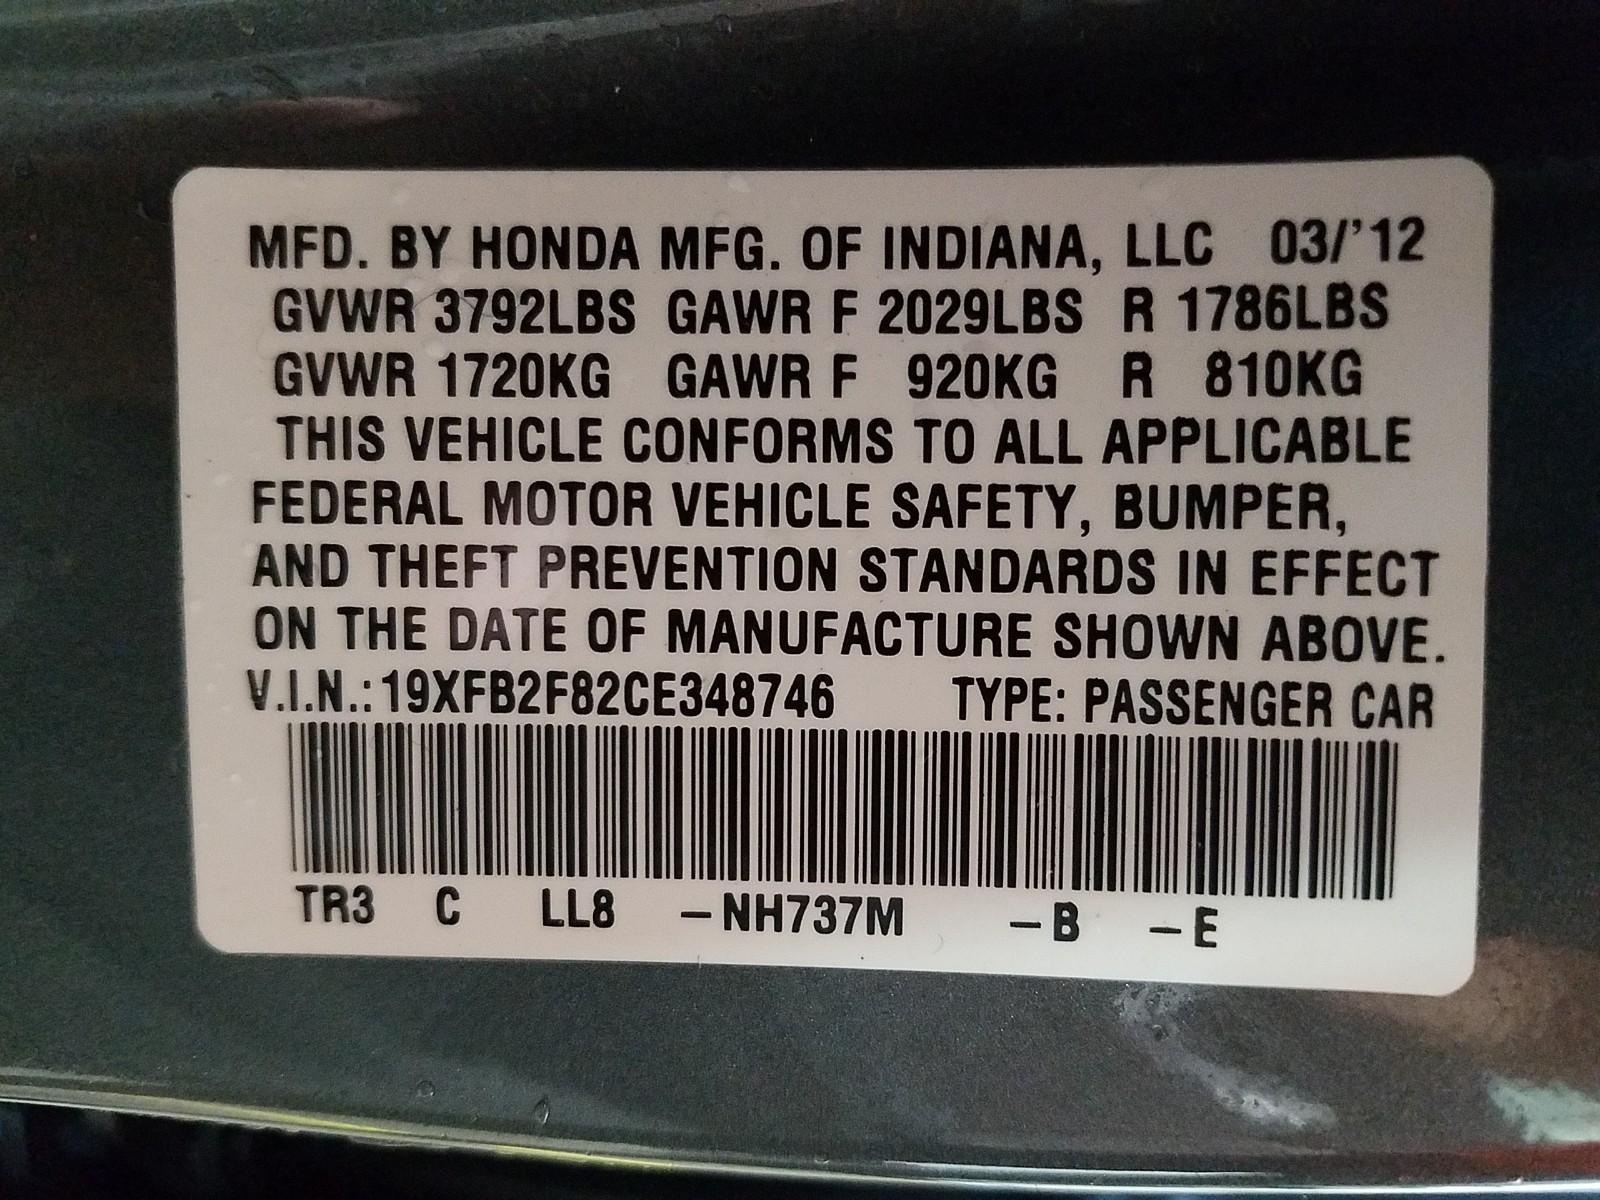 MFD. BY HONDA MFG. OF INDIANA, LLC 03/'12
GVWR 3792LBS GAWR F 2029LBS R 1786LBS
GVWR 1720KG GAWR F 920KG R 810KG
THIS VEHICLE CONFORMS TO ALL APPLICABLE
FEDERAL MOTOR VEHICLE SAFETY, BUMPER,
AND THEFT PREVENTION STANDARDS IN EFFECT
ON THE DATE OF MANUFACTURE SHOWN ABOVE.
V.I.N.: 19XFB2F82CE348746 TYPE: PASSENGER CAR
TR3 C LL8 –NH737M –B –E